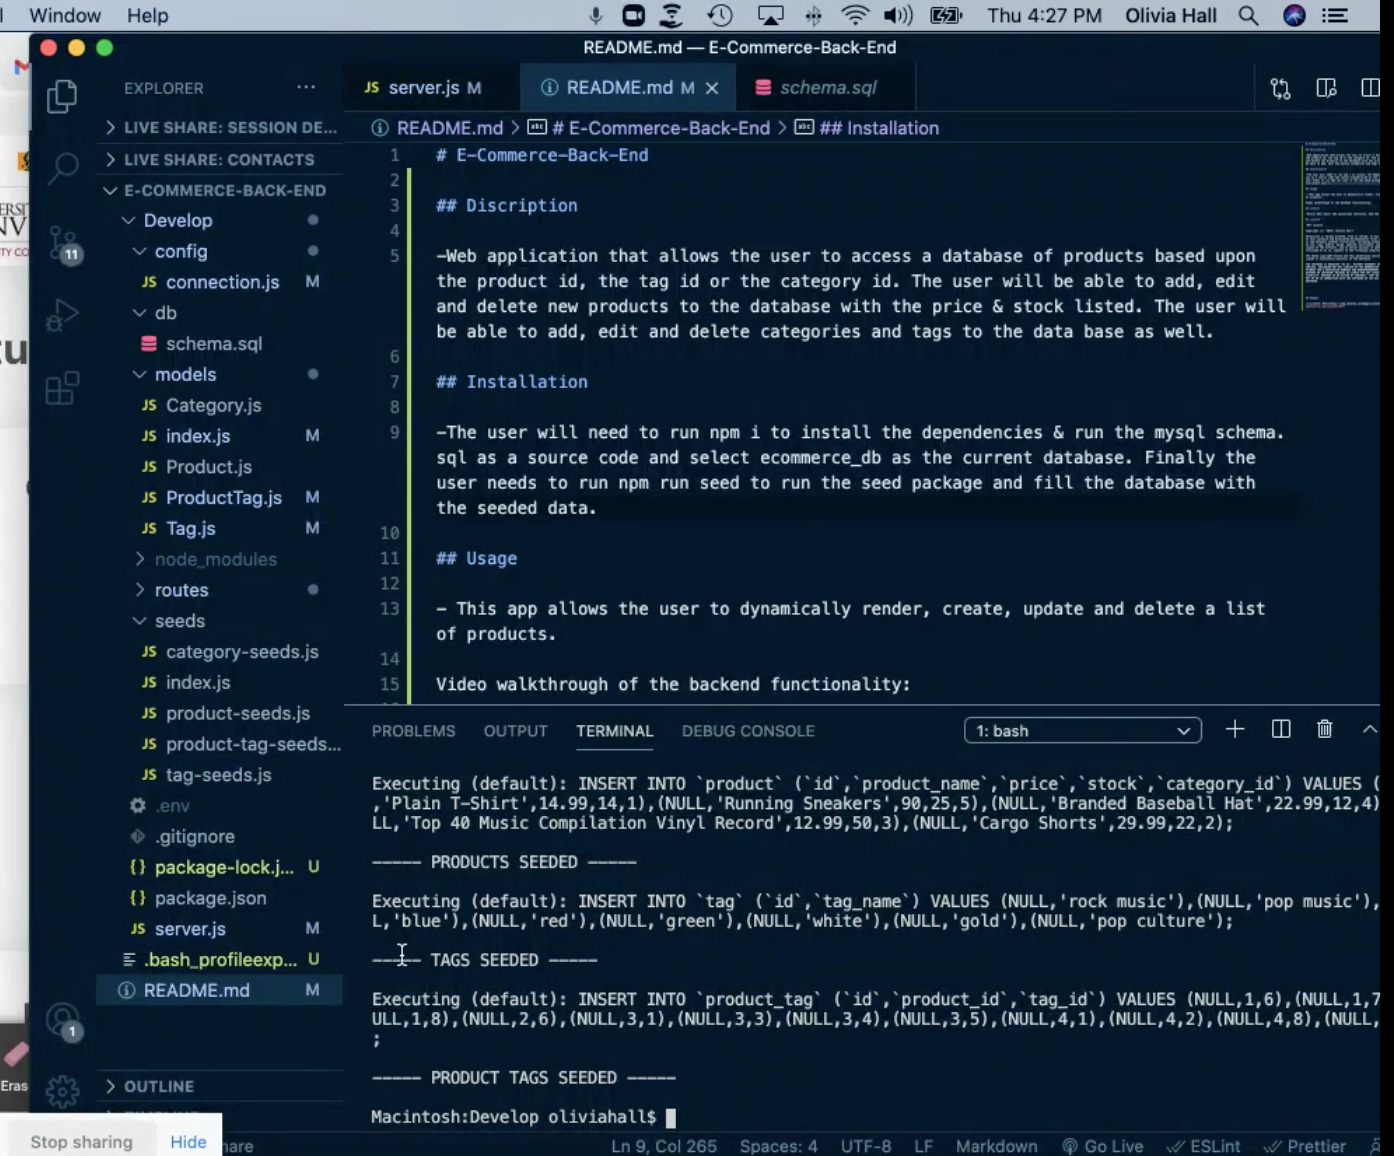 Window Help Thu 4:27 PM Olivia Hall
README.md — E-Commerce-Back-End
EXPLORER ···
LIVE SHARE: SESSION DE...
LIVE SHARE: CONTACTS
E-COMMERCE-BACK-END
Develop
config
JS connection.js M
db
schema.sql
models
JS Category.js
JS index.js M
JS Product.js
JS ProductTag.js M
JS Tag.js M
node_modules
routes
seeds
JS category-seeds.js
JS index.js
JS product-seeds.js
JS product-tag-seeds...
JS tag-seeds.js
.env
.gitignore
{} package-lock.j... U
{} package.json
JS server.js M
.bash_profileexp... U
README.md M
OUTLINE
11
1
Eras
Stop sharing Hide
JS server.js M README.md M × schema.sql
README.md > # E-Commerce-Back-End > ## Installation
1 # E-Commerce-Back-End
2
3 ## Discription
4
5 -Web application that allows the user to access a database of products based upon
the product id, the tag id or the category id. The user will be able to add, edit
and delete new products to the database with the price & stock listed. The user will
be able to add, edit and delete categories and tags to the data base as well.
6
7 ## Installation
8
9 -The user will need to run npm i to install the dependencies & run the mysql schema.
sql as a source code and select ecommerce_db as the current database. Finally the
user needs to run npm run seed to run the seed package and fill the database with
the seeded data.
10
11 ## Usage
12
13 - This app allows the user to dynamically render, create, update and delete a list
of products.
14
15 Video walkthrough of the backend functionality:
PROBLEMS OUTPUT TERMINAL DEBUG CONSOLE 1: bash
Executing (default): INSERT INTO `product` (`id`,`product_name`,`price`,`stock`,`category_id`) VALUES (
,'Plain T-Shirt',14.99,14,1),(NULL,'Running Sneakers',90,25,5),(NULL,'Branded Baseball Hat',22.99,12,4)
LL,'Top 40 Music Compilation Vinyl Record',12.99,50,3),(NULL,'Cargo Shorts',29.99,22,2);
----- PRODUCTS SEEDED -----
Executing (default): INSERT INTO `tag` (`id`,`tag_name`) VALUES (NULL,'rock music'),(NULL,'pop music'),
L,'blue'),(NULL,'red'),(NULL,'green'),(NULL,'white'),(NULL,'gold'),(NULL,'pop culture');
----- TAGS SEEDED -----
Executing (default): INSERT INTO `product_tag` (`id`,`product_id`,`tag_id`) VALUES (NULL,1,6),(NULL,1,7
ULL,1,8),(NULL,2,6),(NULL,3,1),(NULL,3,3),(NULL,3,4),(NULL,3,5),(NULL,4,1),(NULL,4,2),(NULL,4,8),(NULL,
;
----- PRODUCT TAGS SEEDED -----
Macintosh:Develop oliviahall$
hare Ln 9, Col 265 Spaces: 4 UTF-8 LF Markdown Go Live ESLint Prettier